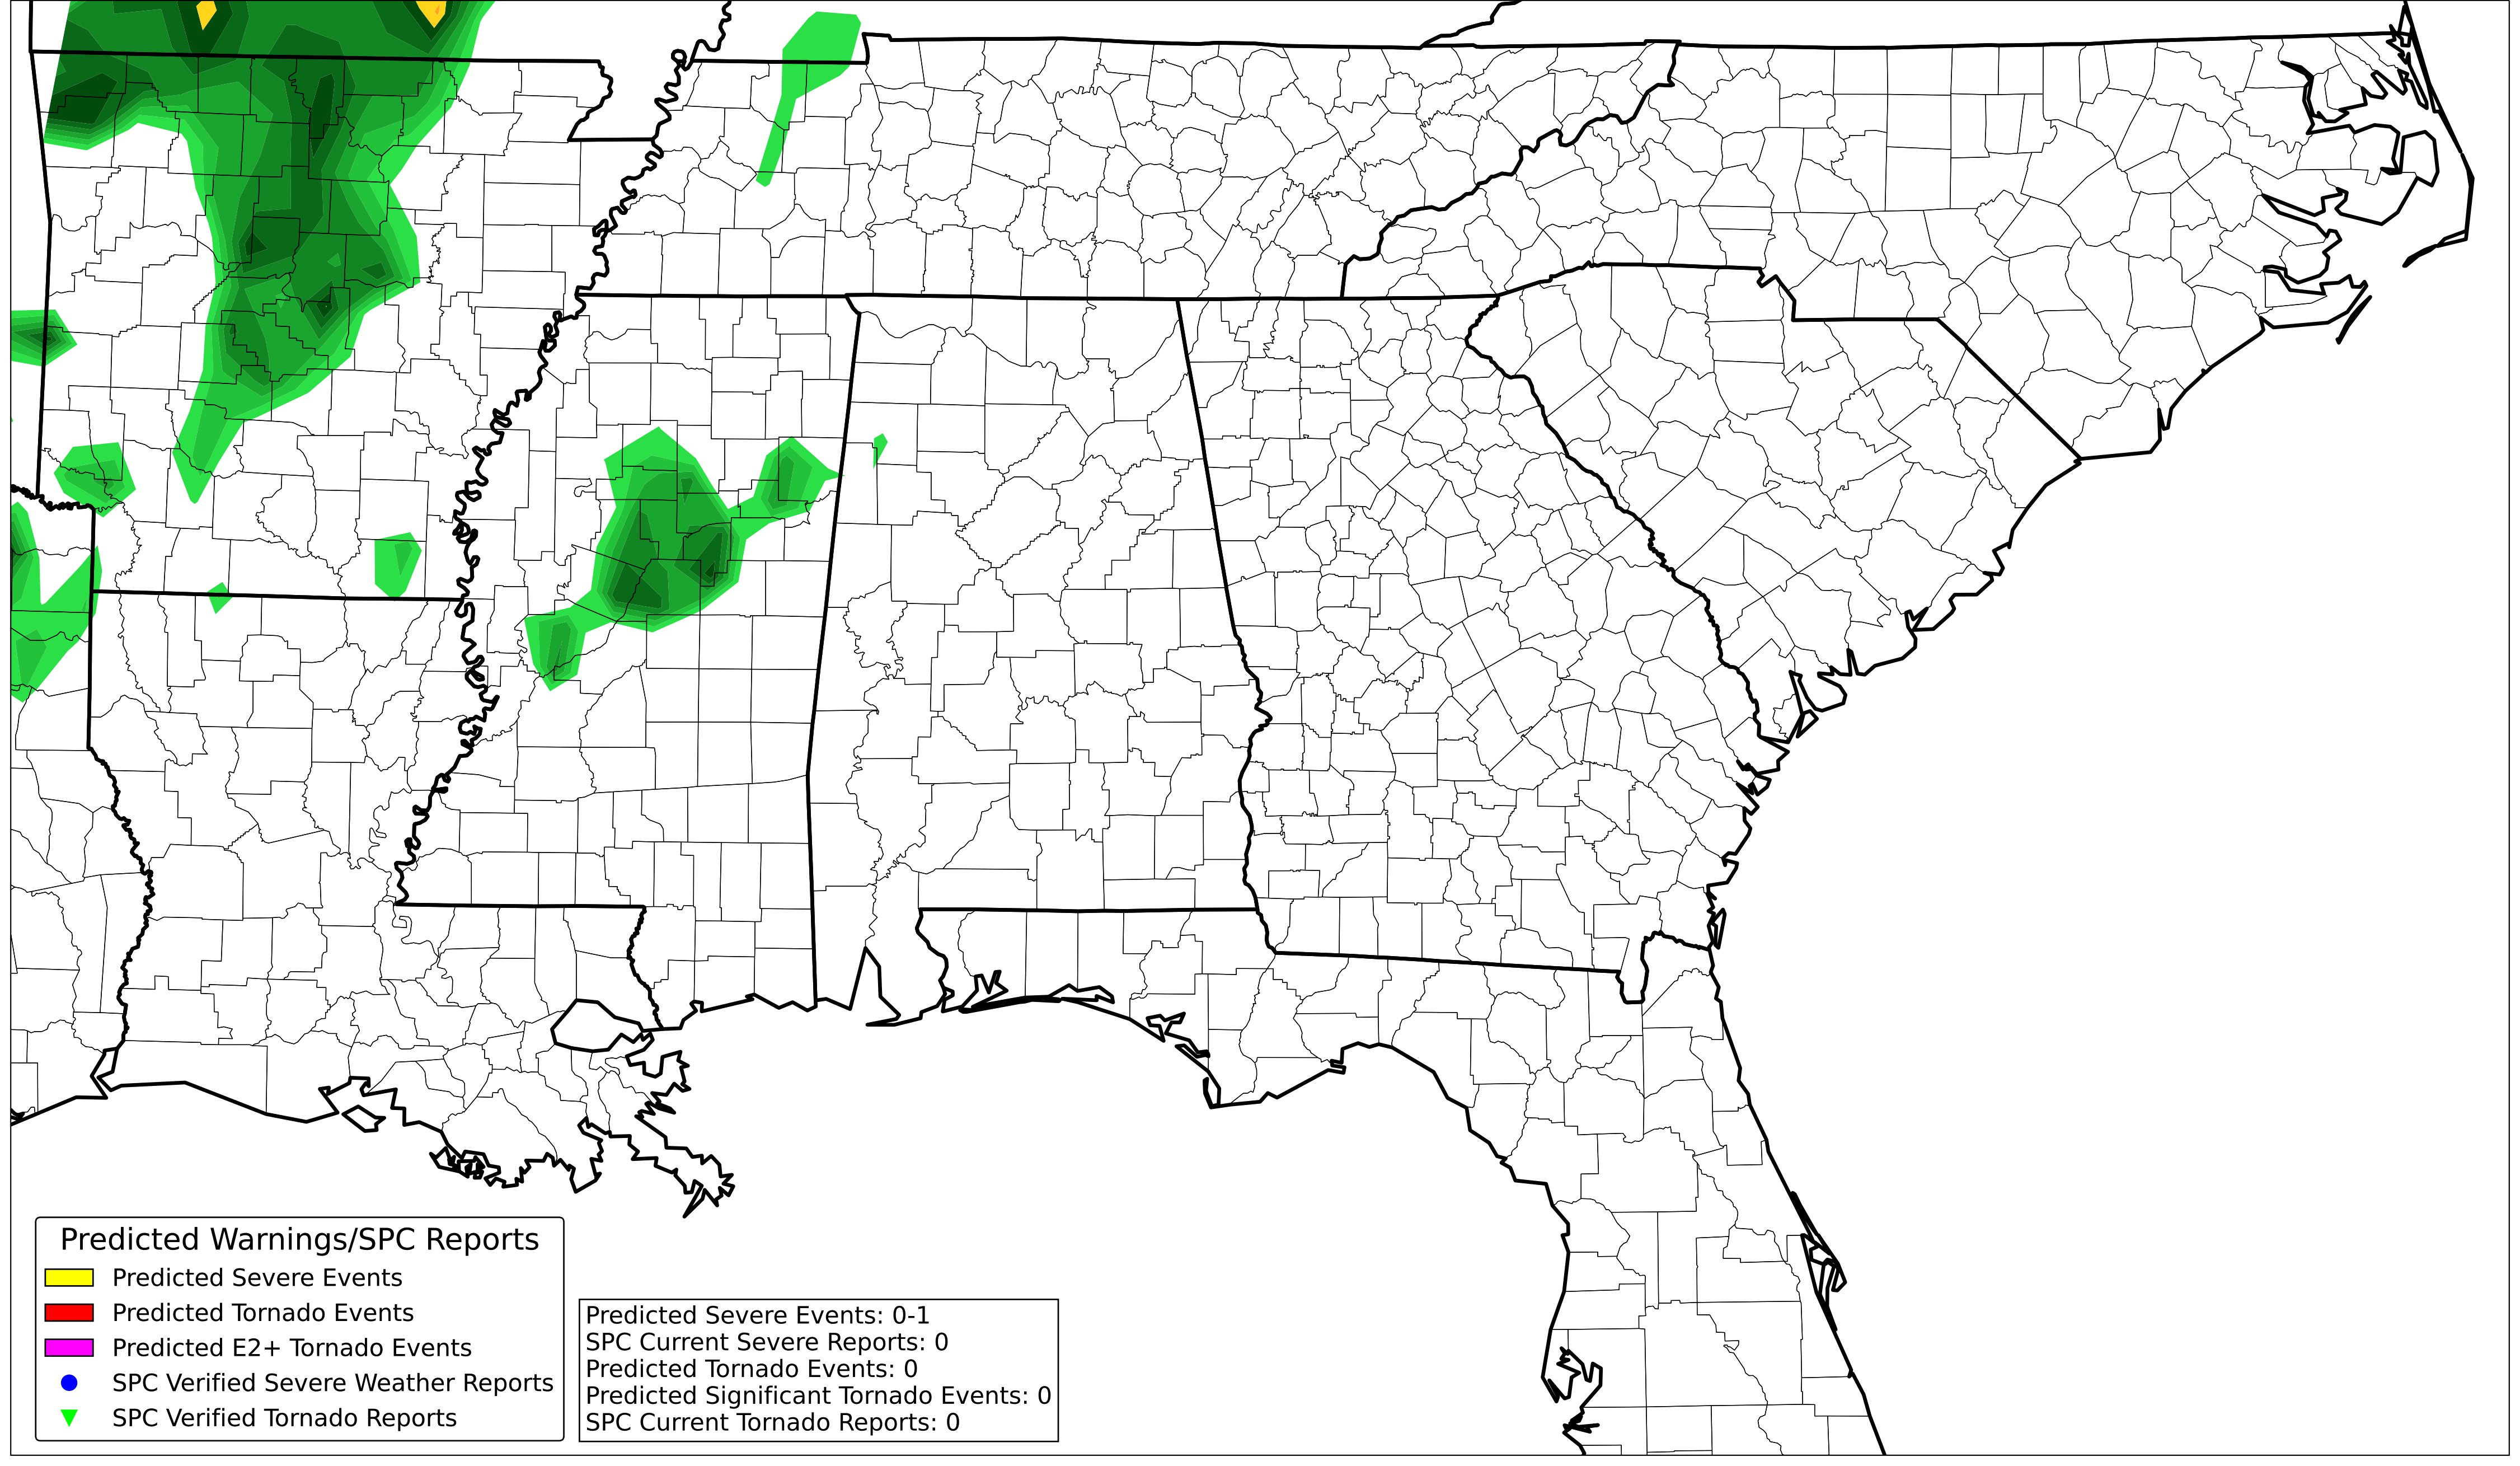 Predicted Warnings/SPC Reports
Predicted Severe Events
Predicted Tornado Events
Predicted E2+ Tornado Events
SPC Verified Severe Weather Reports
SPC Verified Tornado Reports
Predicted Severe Events: 0-1
SPC Current Severe Reports: 0
Predicted Tornado Events: 0
Predicted Significant Tornado Events: 0
SPC Current Tornado Reports: 0